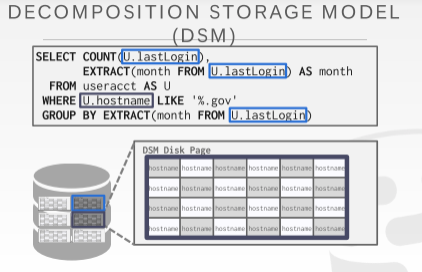 DECOMPOSITION STORAGE MODEL
(DSM)
SELECT COUNT(U.lastLogin),
EXTRACT(month FROM U.lastLogin) AS month
FROM useracct AS U
WHERE U.hostname LIKE '%.gov'
GROUP BY EXTRACT(month FROM U.lastLogin)
DSM Disk Page
hostname hostname hostname hostname hostname hostname
hostname hostname hostname hostname hostname hostname
hostname hostname hostname hostname hostname hostname
hostname hostname hostname hostname hostname hostname